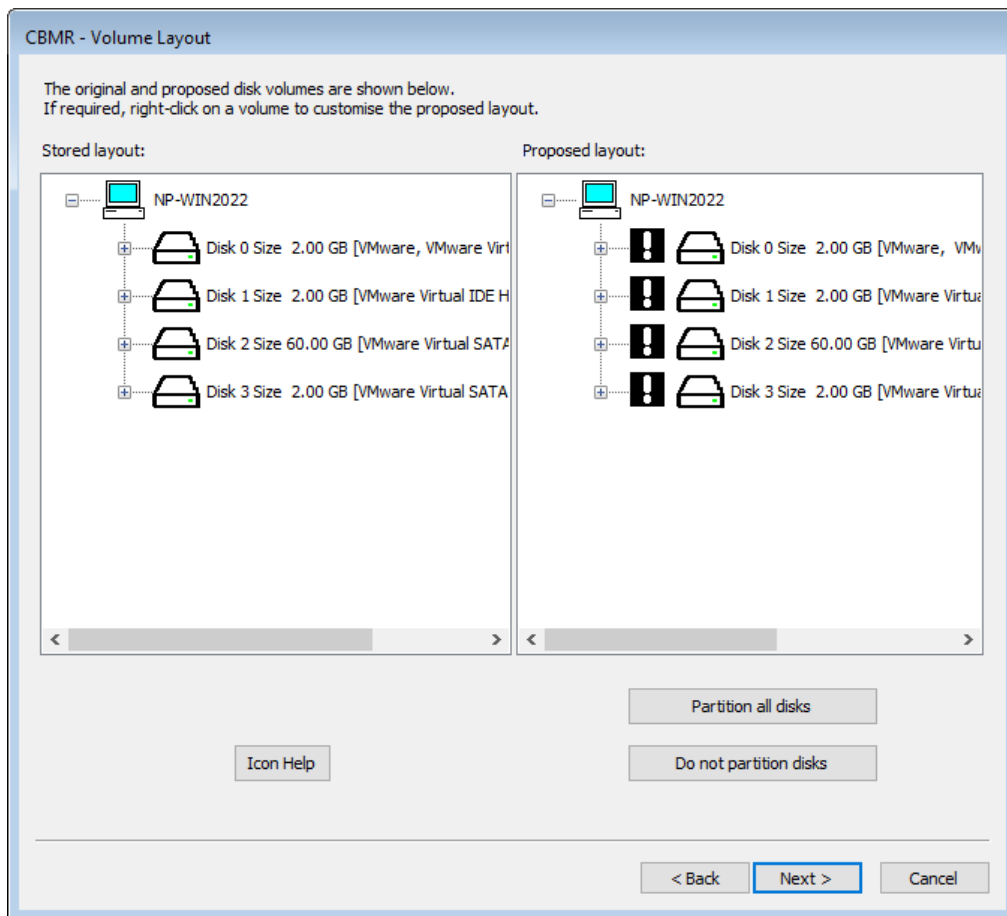 CBMR - Volume Layout
The original and proposed disk volumes are shown below.
If required, right-click on a volume to customise the proposed layout.
Stored layout:
NP-WIN2022
Disk 0 Size 2.00 GB [VMware, VMware Virt
Disk 1 Size 2.00 GB [VMware Virtual IDE H
Disk 2 Size 60.00 GB [VMware Virtual SATA
Disk 3 Size 2.00 GB [VMware Virtual SATA
Proposed layout:
NP-WIN2022
Disk 0 Size 2.00 GB [VMware, VMw
Disk 1 Size 2.00 GB [VMware Virtua
Disk 2 Size 60.00 GB [VMware Virtu
Disk 3 Size 2.00 GB [VMware Virtua
Partition all disks
Icon Help
Do not partition disks
< Back
Next >
Cancel